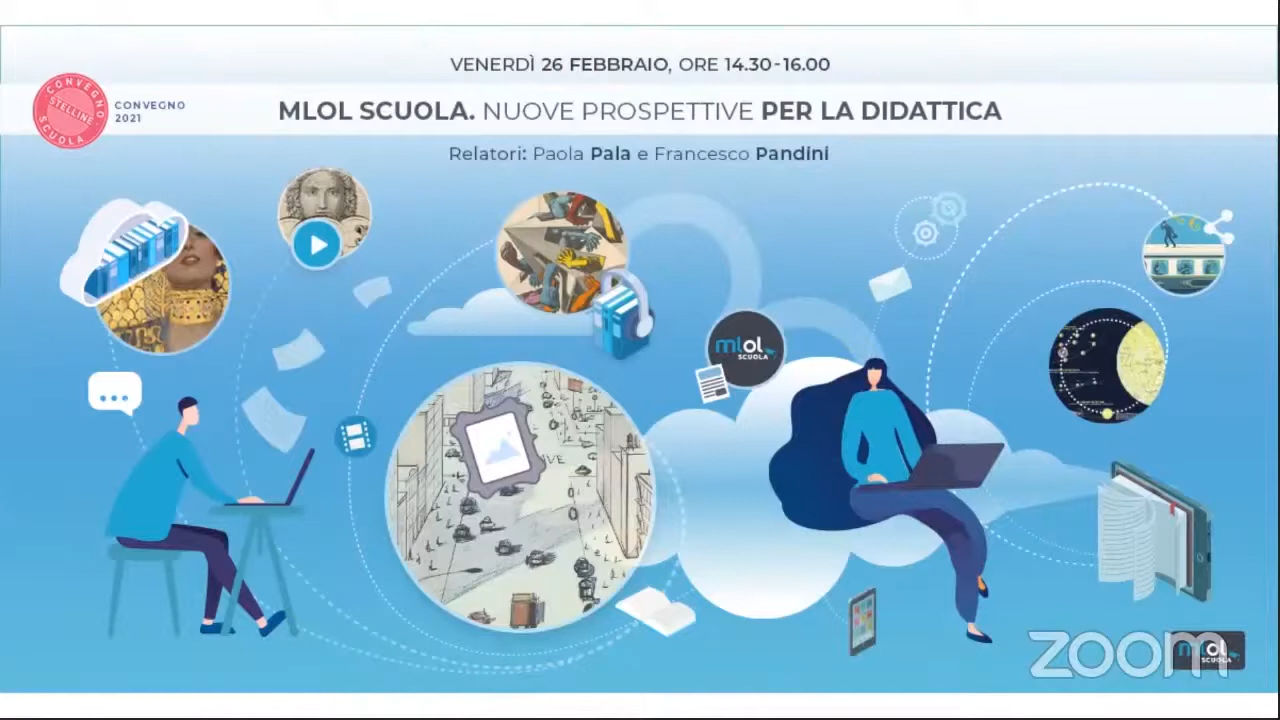 VENERDÌ 26 FEBBRAIO, ORE 14.30-16.00
CONVEGNO
STELLINE
SCUOLA
CONVEGNO
2021
MLOL SCUOLA. NUOVE PROSPETTIVE PER LA DIDATTICA
Relatori: Paola Pala e Francesco Pandini
mlol
SCUOLA
zoom
mlol
SCUOLA